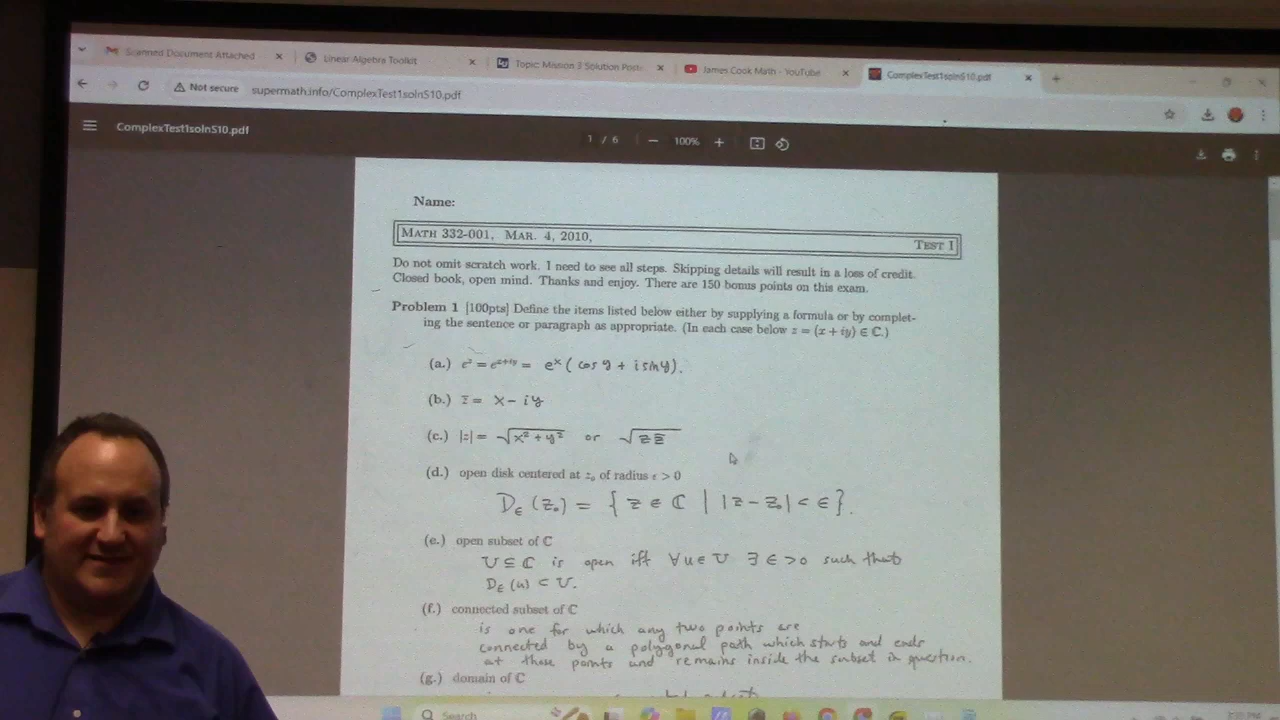 Scanned Document Attached
Linear Algebra Toolkit
Topic: Mission 3 Solution Posts
James Cook Math - YouTube
ComplexTest1solnS10.pdf
Not secure
supermath.info/ComplexTest1solnS10.pdf
ComplexTest1solnS10.pdf
1 / 6
100%
Name:
MATH 332-001, MAR. 4, 2010, TEST I
Do not omit scratch work. I need to see all steps. Skipping details will result in a loss of credit.
Closed book, open mind. Thanks and enjoy. There are 150 bonus points on this exam.
Problem 1 [100pts] Define the items listed below either by supplying a formula or by complet-
ing the sentence or paragraph as appropriate. (In each case below z = (x + iy) ∈ ℂ.)
(a.) e^z = e^{x+iy} = e^x ( cos y + i sin y).
(b.) z̅ = x - iy
(c.) |z| = √(x² + y²) or √(z z̅)
(d.) open disk centered at z₀ of radius ε > 0
D_ε (z₀) = { z ∈ ℂ | |z - z₀| < ε }.
(e.) open subset of ℂ
U ⊆ ℂ is open iff ∀ u ∈ U ∃ ε > 0 such that
D_ε (u) ⊂ U.
(f.) connected subset of ℂ
is one for which any two points are
connected by a polygonal path which starts and ends
at those points and remains inside the subset in question.
(g.) domain of ℂ
Search